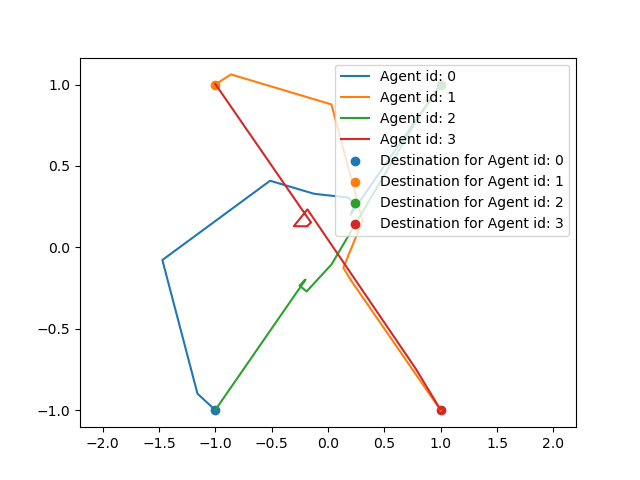 Agent id: 0
Agent id: 1
Agent id: 2
Agent id: 3
Destination for Agent id: 0
Destination for Agent id: 1
Destination for Agent id: 2
Destination for Agent id: 3
1.0
0.5
0.0
−0.5
−1.0
−2.0 −1.5 −1.0 −0.5 0.0 0.5 1.0 1.5 2.0